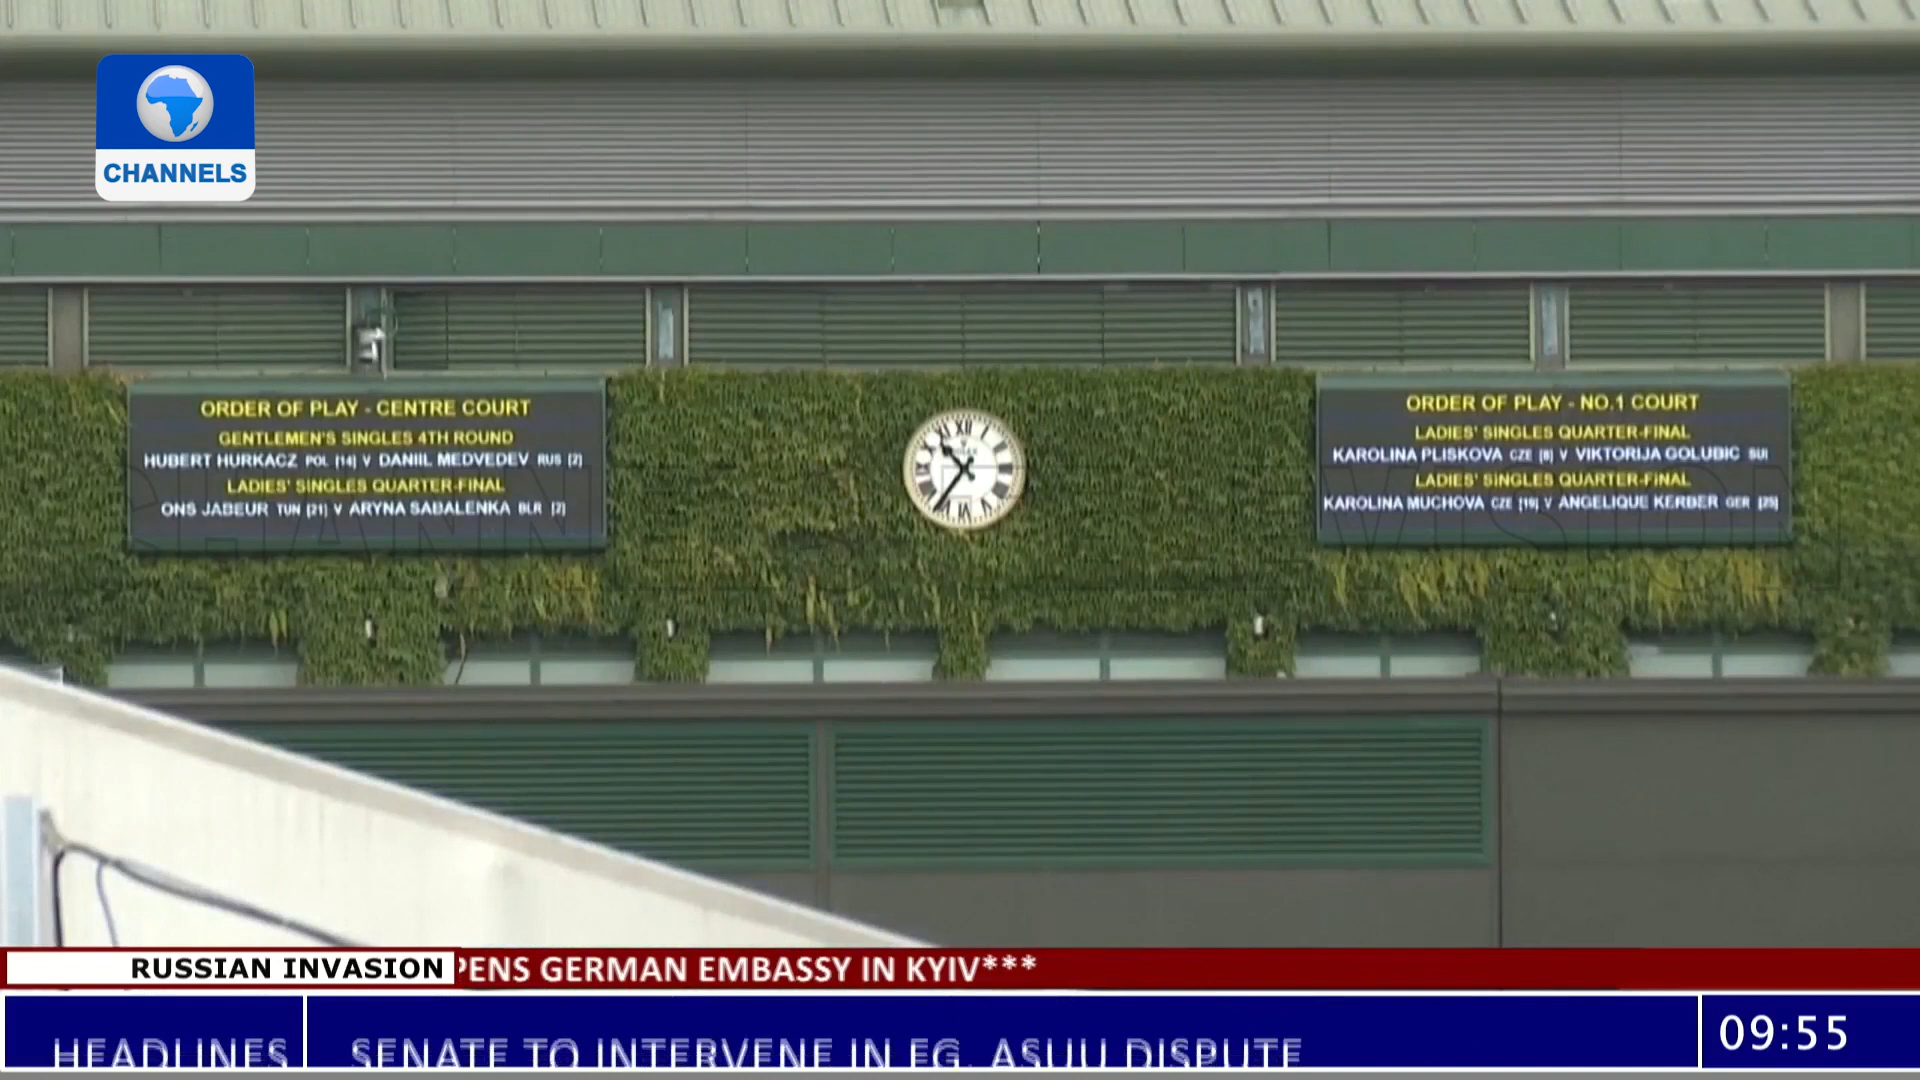 CHANNELS
ORDER OF PLAY - CENTRE COURT
GENTLEMEN'S SINGLES 4TH ROUND
HUBERT HURKACZ POL [14] V DANIIL MEDVEDEV RUS [2]
LADIES' SINGLES QUARTER-FINAL
ONS JABEUR TUN [21] V ARYNA SABALENKA BLR [2]
XII
ORDER OF PLAY - NO.1 COURT
LADIES' SINGLES QUARTER-FINAL
KAROLINA PLISKOVA CZE [8] V VIKTORIJA GOLUBIC SUI
LADIES' SINGLES QUARTER-FINAL
KAROLINA MUCHOVA CZE [19] V ANGELIQUE KERBER GER [25]
RUSSIAN INVASION
PENS GERMAN EMBASSY IN KYIV***
HEADLINES
SENATE TO INTERVENE IN FG, ASUU DISPUTE
09:55